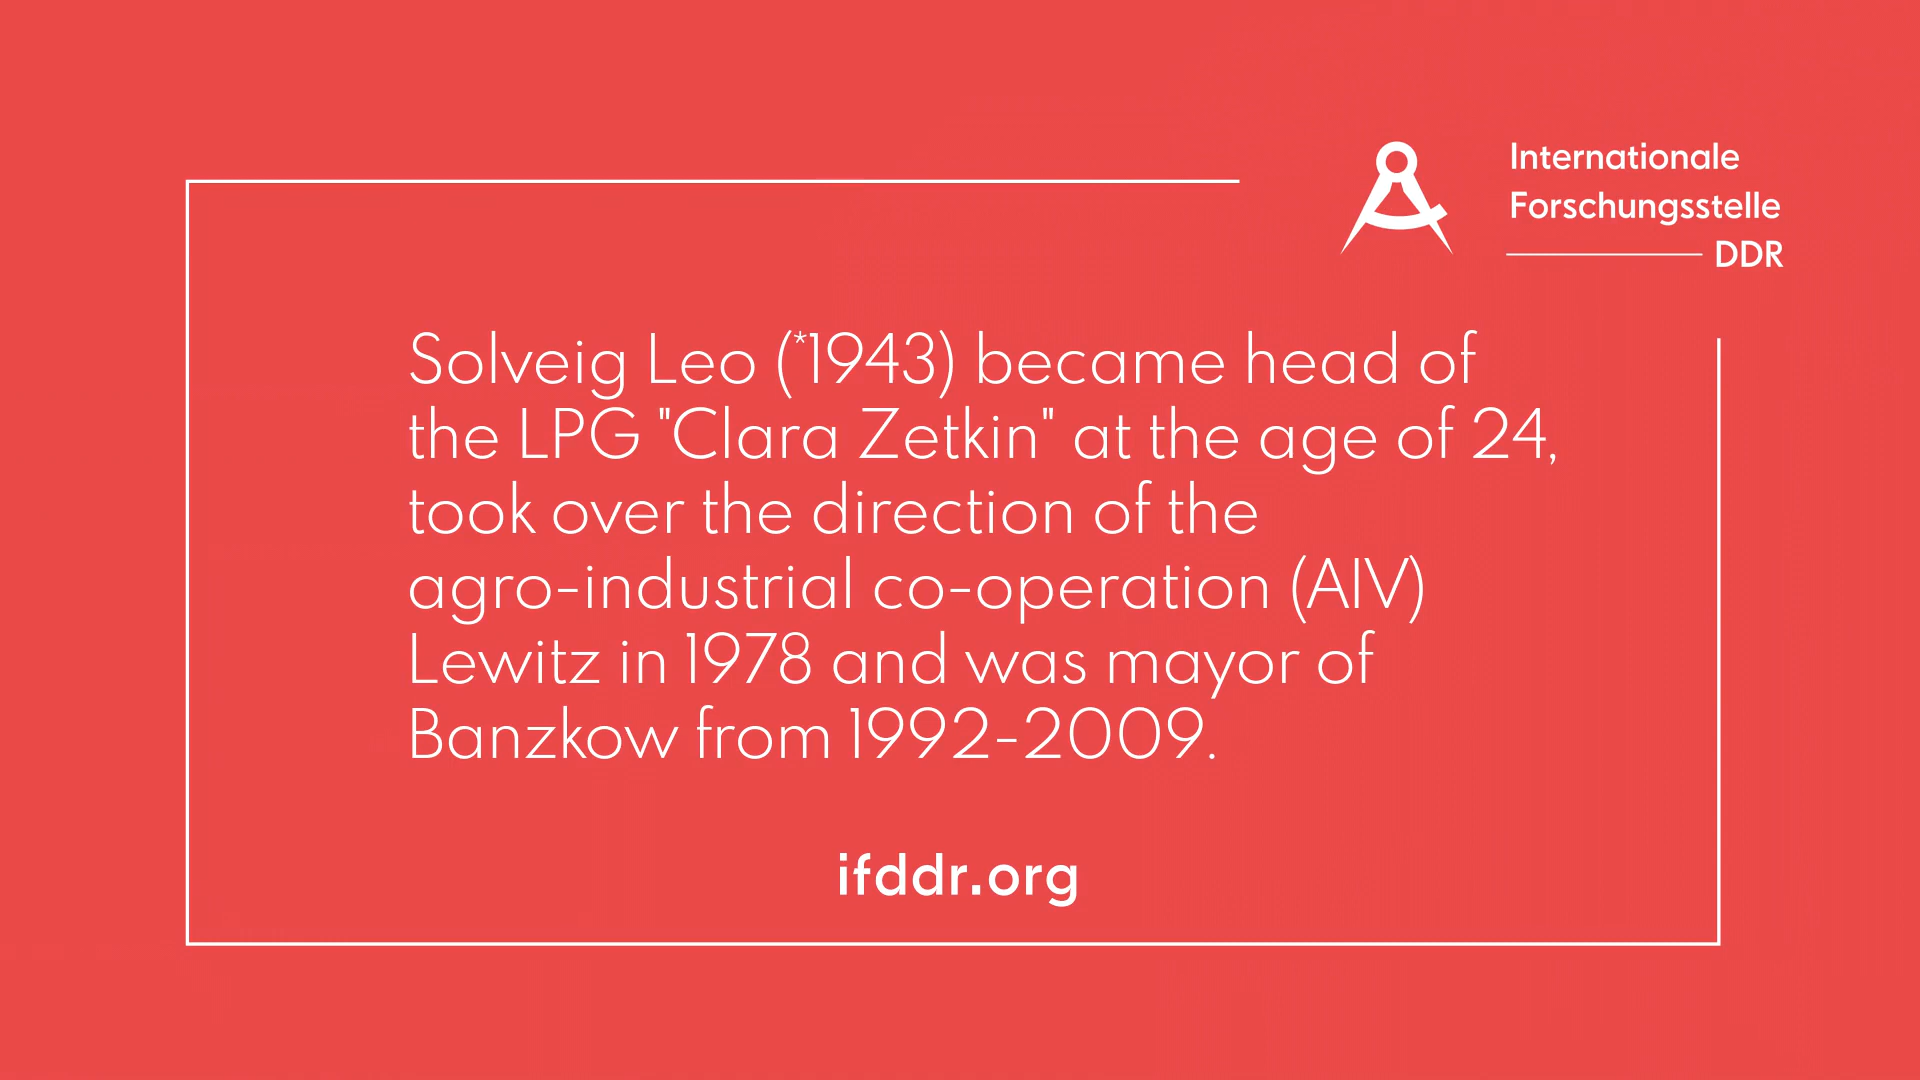 Internationale
Forschungsstelle
DDR
Solveig Leo (*1943) became head of
the LPG "Clara Zetkin" at the age of 24,
took over the direction of the
agro-industrial co-operation (AIV)
Lewitz in 1978 and was mayor of
Banzkow from 1992-2009.
ifddr.org